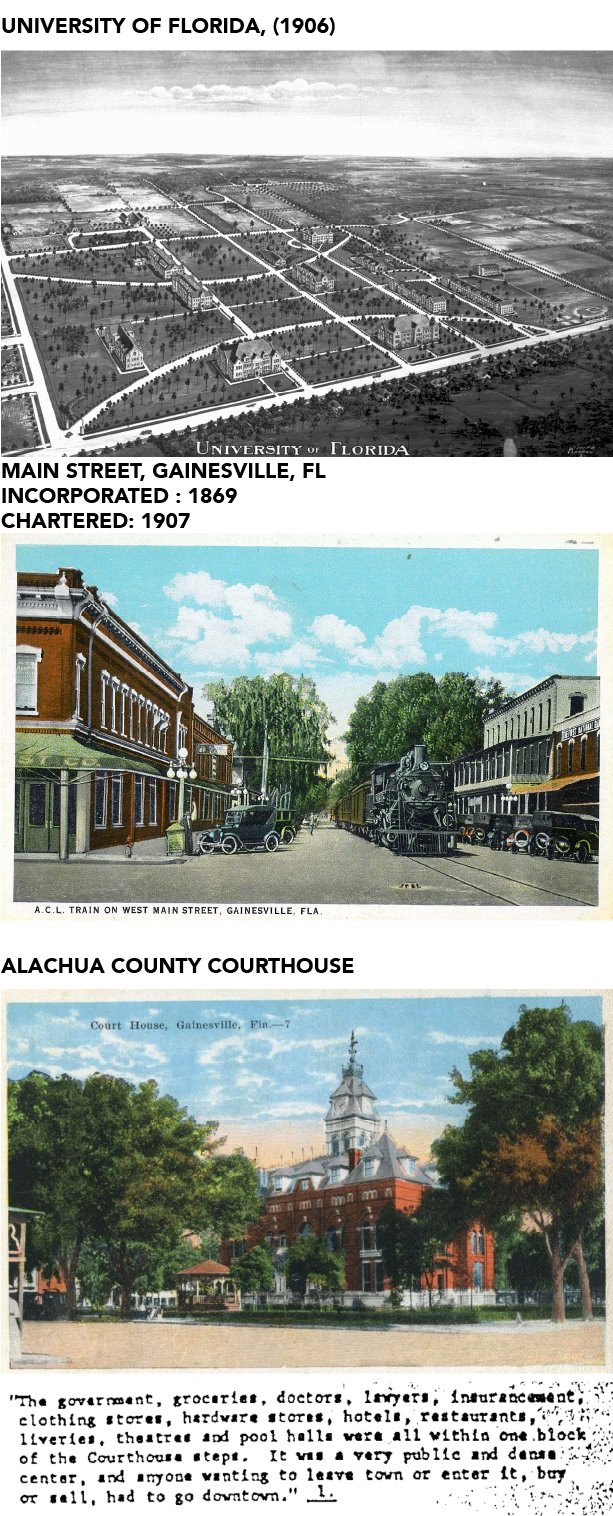 UNIVERSITY OF FLORIDA, (1906)
UNIVERSITY OF FLORIDA
MAIN STREET, GAINESVILLE, FL
INCORPORATED : 1869
CHARTERED: 1907
A.C.L. TRAIN ON WEST MAIN STREET, GAINESVILLE, FLA.
ALACHUA COUNTY COURTHOUSE
Court House, Gainesville, Fla.—7
"The government, groceries, doctors, lawyers,
clothing stores, hardware stores, hotels, restaurants,
liveries, theatres and pool halls were all within one block
of the Courthouse steps. It was a very public and dense
center, and anyone wanting to leave town or enter it, buy
or sell, had to go downtown." 1.